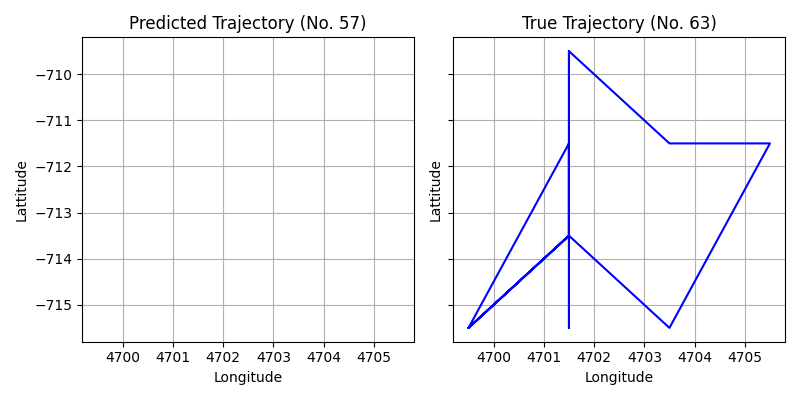 Predicted Trajectory (No. 57)
True Trajectory (No. 63)
Lattitude
−710
−711
−712
−713
−714
−715
4700 4701 4702 4703 4704 4705
Longitude
Lattitude
4700 4701 4702 4703 4704 4705
Longitude